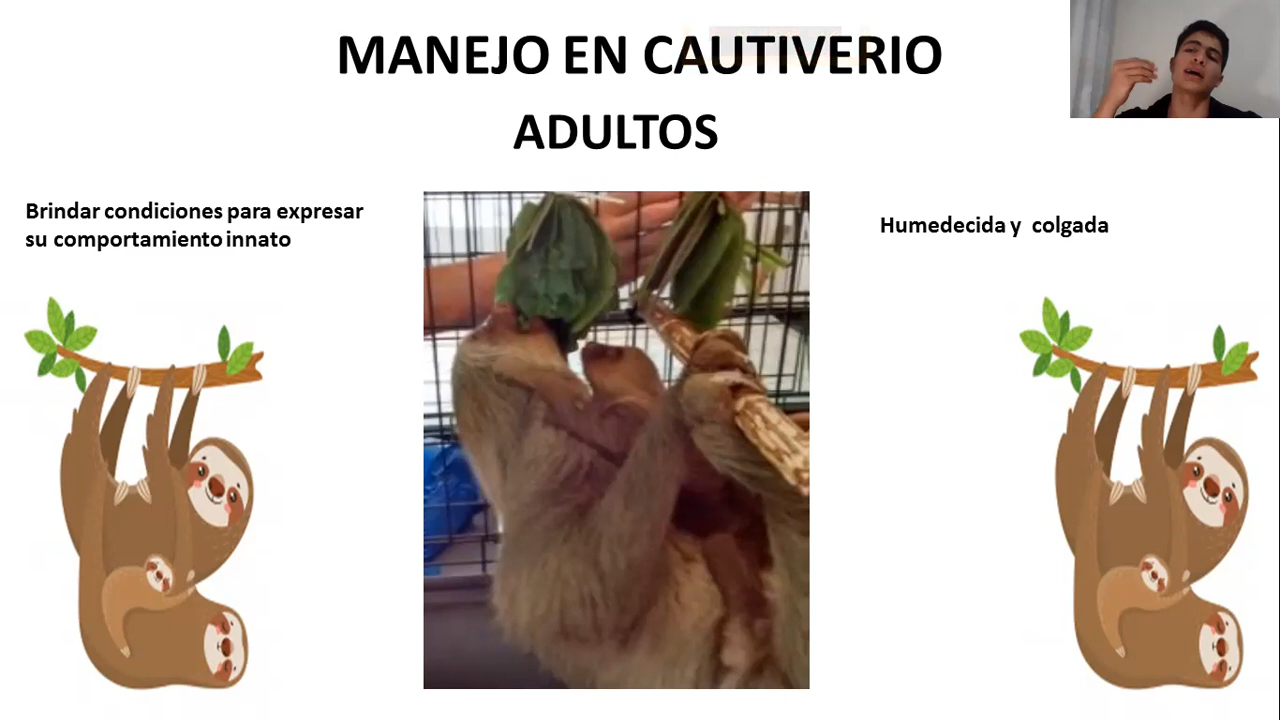 MANEJO EN CAUTIVERIO
ADULTOS
Brindar condiciones para expresar
su comportamiento innato
Humedecida y colgada